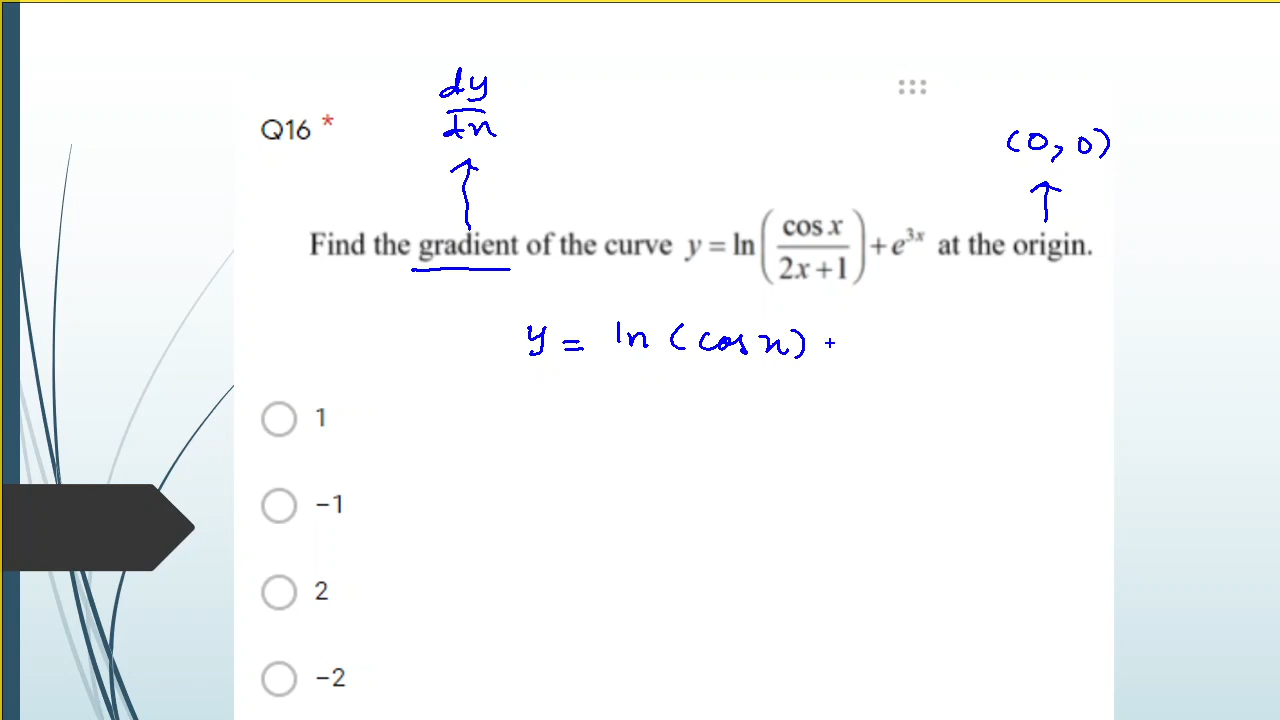 dy/dx
Q16 *
(0, 0)
Find the gradient of the curve y = ln(cos x / 2x + 1) + e^{3x} at the origin.
y = ln (cos x) +
1
-1
2
-2